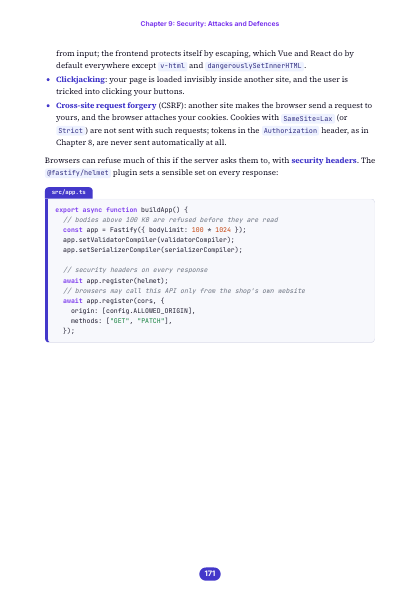 Chapter 9: Security: Attacks and Defences
from input; the frontend protects itself by escaping, which Vue and React do by
default everywhere except v-html and dangerouslySetInnerHTML.
• Clickjacking: your page is loaded invisibly inside another site, and the user is
tricked into clicking your buttons.
• Cross-site request forgery (CSRF): another site makes the browser send a request to
yours, and the browser attaches your cookies. Cookies with SameSite=Lax (or
Strict) are not sent with such requests; tokens in the Authorization header, as in
Chapter 8, are never sent automatically at all.
Browsers can refuse much of this if the server asks them to, with security headers. The
@fastify/helmet plugin sets a sensible set on every response:
src/app.ts
export async function buildApp() {
  // bodies above 100 KB are refused before they are read
  const app = Fastify({ bodyLimit: 100 * 1024 });
  app.setValidatorCompiler(validatorCompiler);
  app.setSerializerCompiler(serializerCompiler);
  // security headers on every response
  await app.register(helmet);
  // browsers may call this API only from the shop's own website
  await app.register(cors, {
    origin: [config.ALLOWED_ORIGIN],
    methods: ["GET", "PATCH"],
  });
171